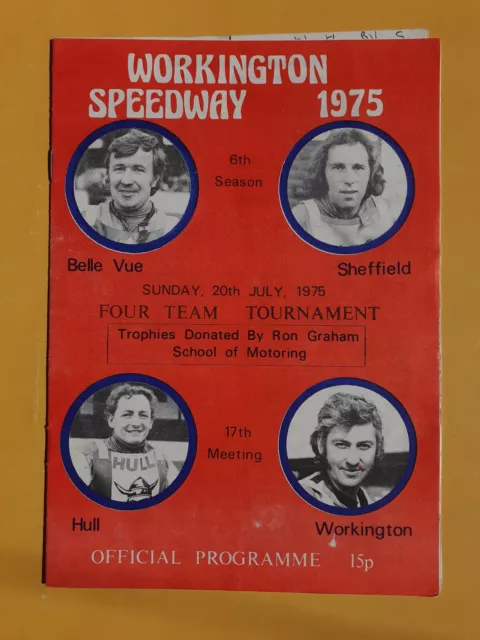 WORKINGTON
SPEEDWAY 1975
6th
Season
Belle Vue
Sheffield
SUNDAY, 20th JULY, 1975
FOUR TEAM TOURNAMENT
Trophies Donated By Ron Graham
School of Motoring
17th
Meeting
HULL
Hull
Workington
OFFICIAL PROGRAMME 15p